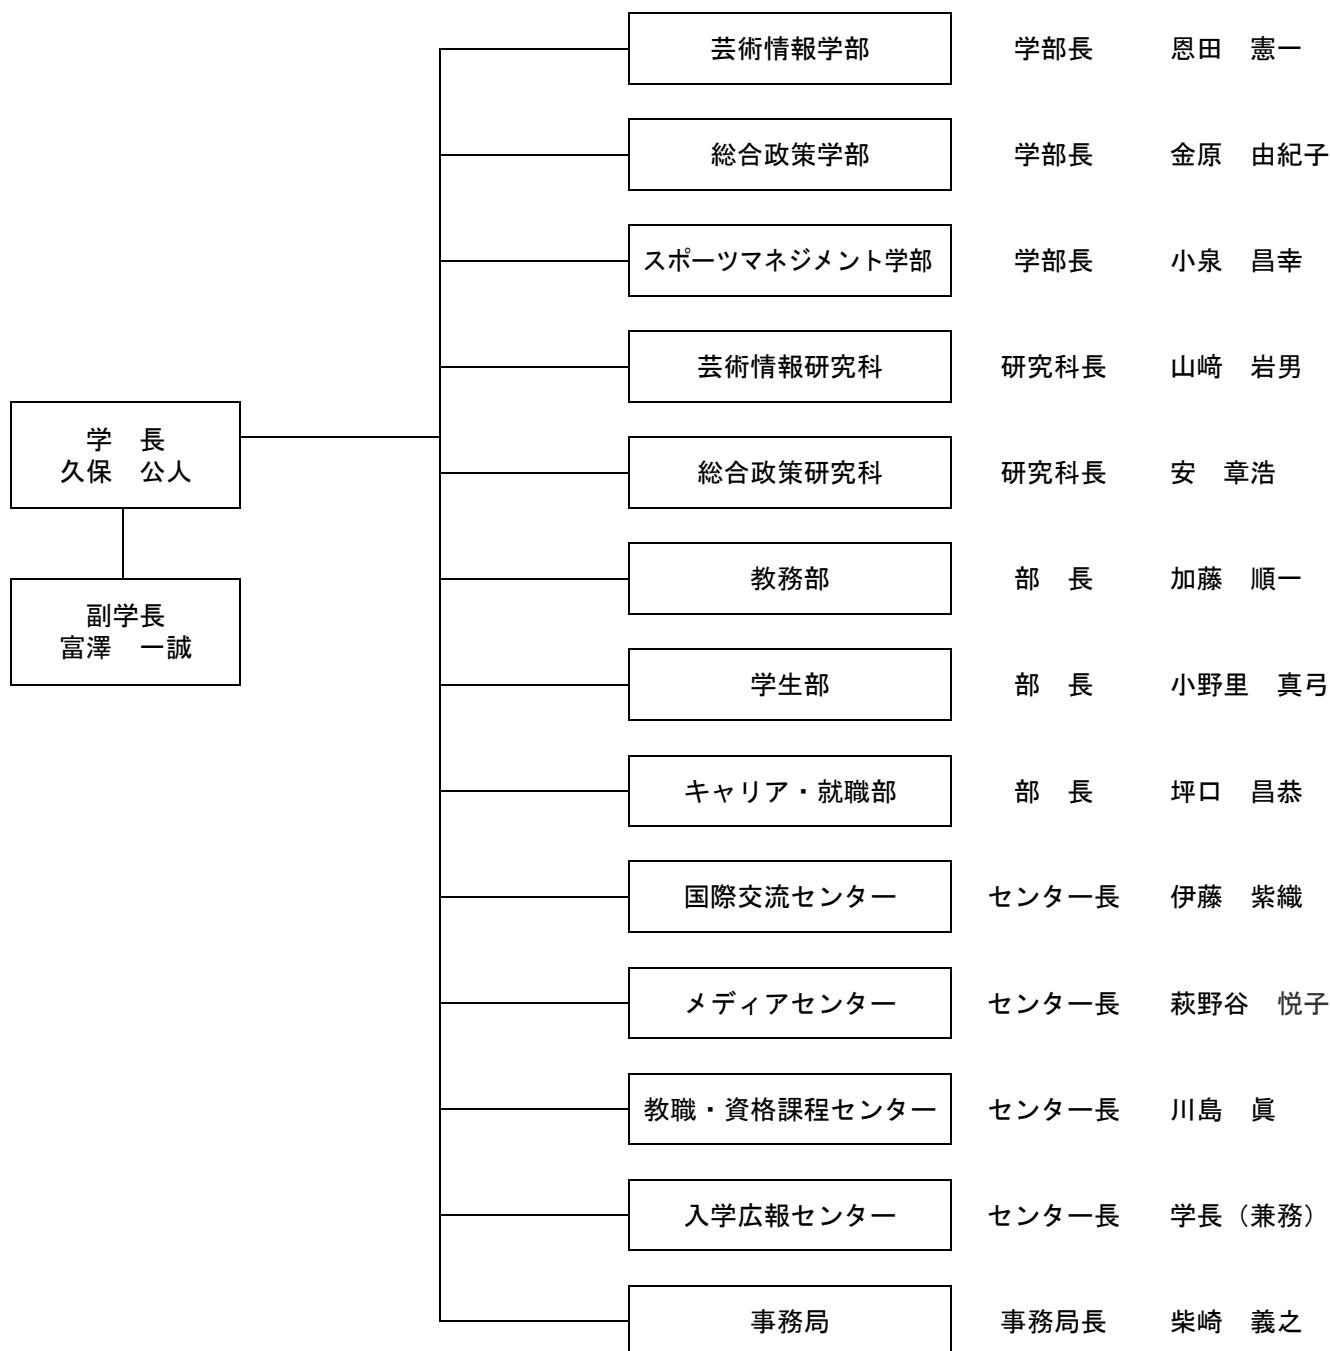 芸術情報学部　学部長　恩田　憲一
総合政策学部　学部長　金原　由紀子
スポーツマネジメント学部　学部長　小泉　昌幸
芸術情報研究科　研究科長　山﨑　岩男
学　長
久保　公人
総合政策研究科　研究科長　安　章浩
教務部　部　長　加藤　順一
副学長
富澤　一誠
学生部　部　長　小野里　真弓
キャリア・就職部　部　長　坪口　昌恭
国際交流センター　センター長　伊藤　紫織
メディアセンター　センター長　萩野谷　悦子
教職・資格課程センター　センター長　川島　眞
入学広報センター　センター長　学長（兼務）
事務局　事務局長　柴崎　義之